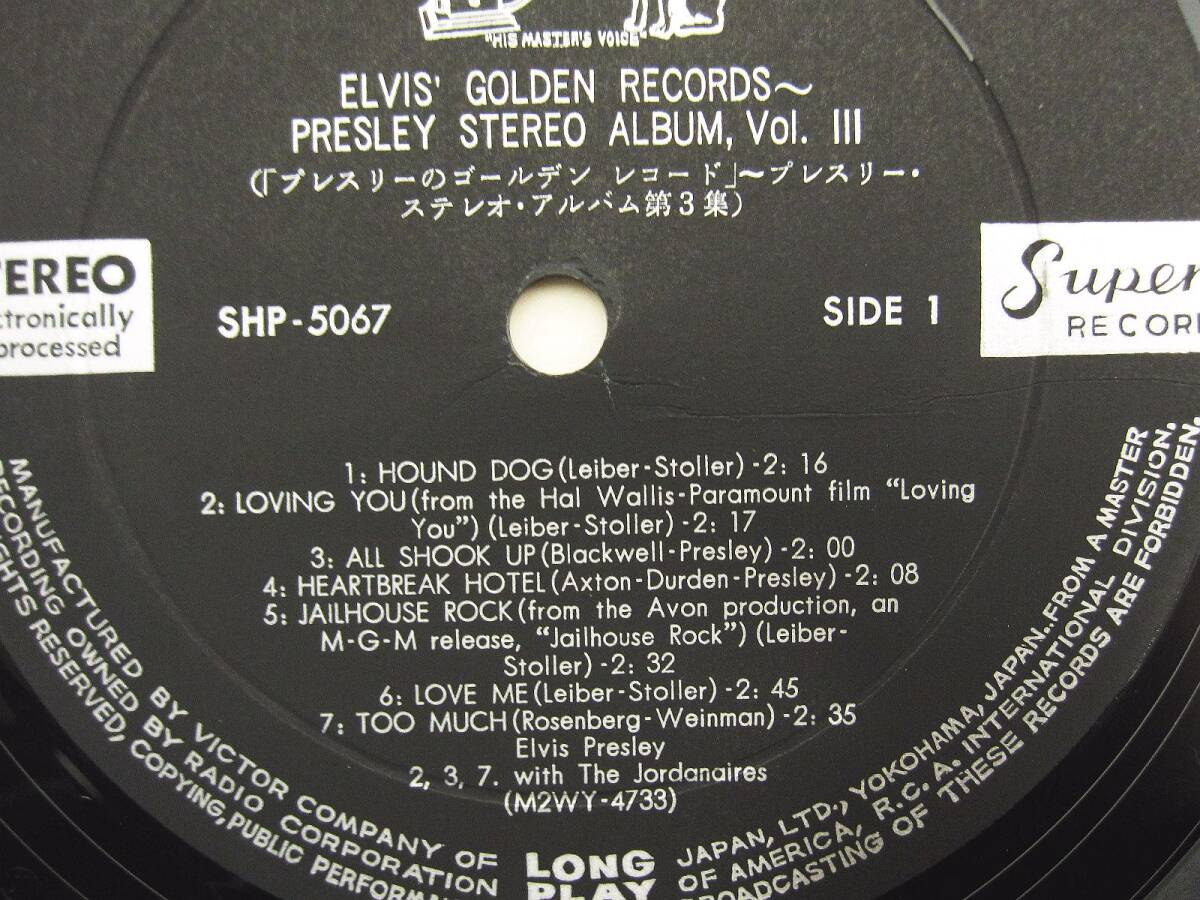 "HIS MASTER'S VOICE"
ELVIS' GOLDEN RECORDS~
PRESLEY STEREO ALBUM, Vol. III
(「プレスリーのゴールデン レコード」~プレスリー・
ステレオ・アルバム第3集)
STEREO
SHP-5067
SIDE 1
Super
RECOR
1: HOUND DOG (Leiber-Stoller) -2: 16
2: LOVING YOU (from the Hal Wallis-Paramount film "Loving
You") (Leiber-Stoller) -2: 17
3: ALL SHOOK UP (Blackwell-Presley) -2: 00
4: HEARTBREAK HOTEL (Axton-Durden-Presley) -2: 08
5: JAILHOUSE ROCK (from the Avon production, an
M-G-M release, "Jailhouse Rock") (Leiber-
Stoller) -2: 32
6: LOVE ME (Leiber-Stoller) -2: 45
7: TOO MUCH (Rosenberg-Weinman) -2: 35
Elvis Presley
2, 3, 7. with The Jordanaires
(M2WY-4733)
LONG
PLAY
MANUFACTURED BY VICTOR COMPANY OF JAPAN, LTD., YOKOHAMA, JAPAN. FROM A MASTER
RECORDING OWNED BY RADIO CORPORATION OF AMERICA, R.C.A. INTERNATIONAL DIVISION.
RIGHTS RESERVED, COPYING, PUBLIC PERFORM BROADCASTING OF THESE RECORDS ARE FORBIDDEN.